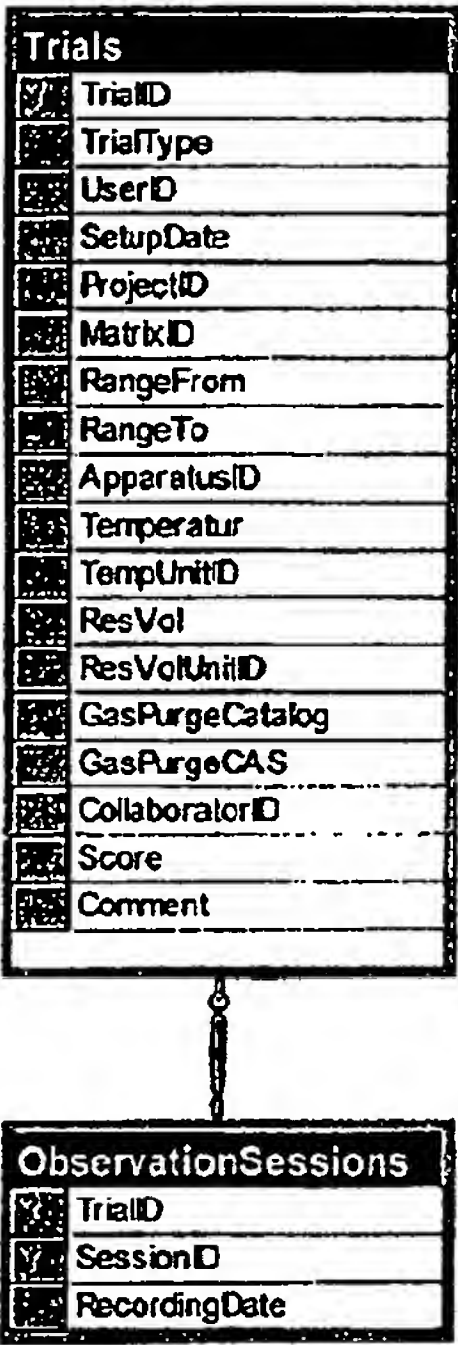 Trials
TrialID
TrialType
UserID
SetupDate
ProjectID
MatrixID
RangeFrom
RangeTo
ApparatusID
Temperatur
TempUnitID
ResVol
ResVolUnitID
GasPurgeCatalog
GasPurgeCAS
CollaboratorID
Score
Comment
ObservationSessions
TrialID
SessionID
RecordingDate